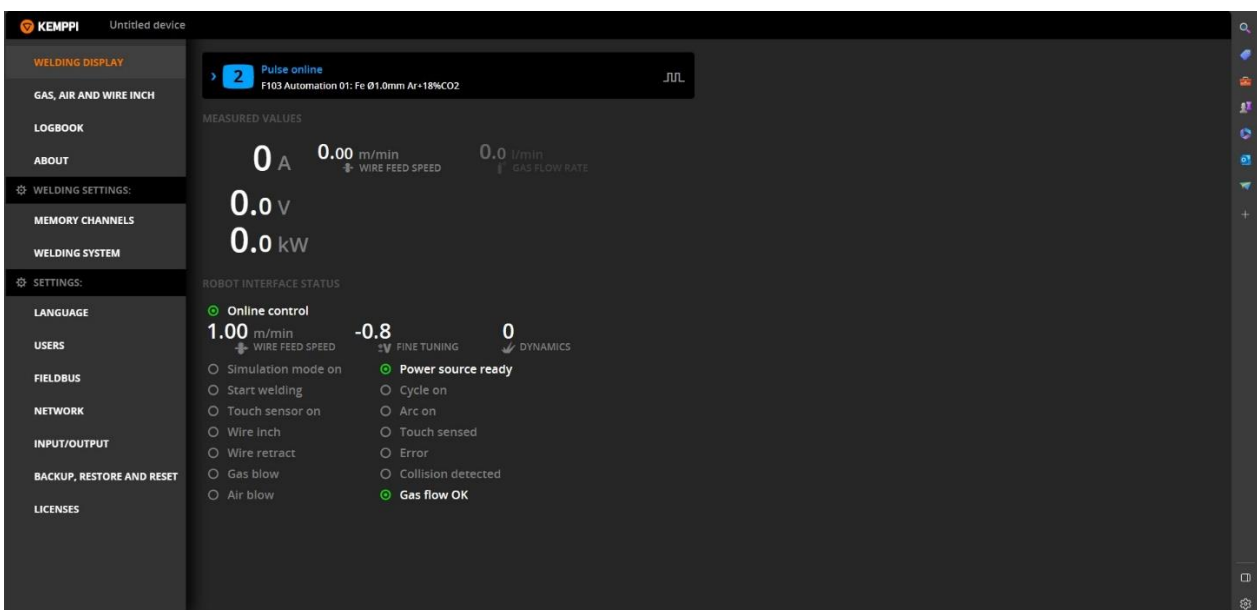 KEMPPI Untitled device
WELDING DISPLAY
GAS, AIR AND WIRE INCH
LOGBOOK
ABOUT
WELDING SETTINGS:
MEMORY CHANNELS
WELDING SYSTEM
SETTINGS:
LANGUAGE
USERS
FIELDBUS
NETWORK
INPUT/OUTPUT
BACKUP, RESTORE AND RESET
LICENSES
2 Pulse online
F103 Automation 01: Fe Ø1.0mm Ar+18%CO2
MEASURED VALUES
0 A 0.00 m/min 0.0 l/min
WIRE FEED SPEED GAS FLOW RATE
0.0 V
0.0 kW
ROBOT INTERFACE STATUS
Online control
1.00 m/min -0.8 0
WIRE FEED SPEED FINE TUNING DYNAMICS
Simulation mode on Power source ready
Start welding Cycle on
Touch sensor on Arc on
Wire inch Touch sensed
Wire retract Error
Gas blow Collision detected
Air blow Gas flow OK